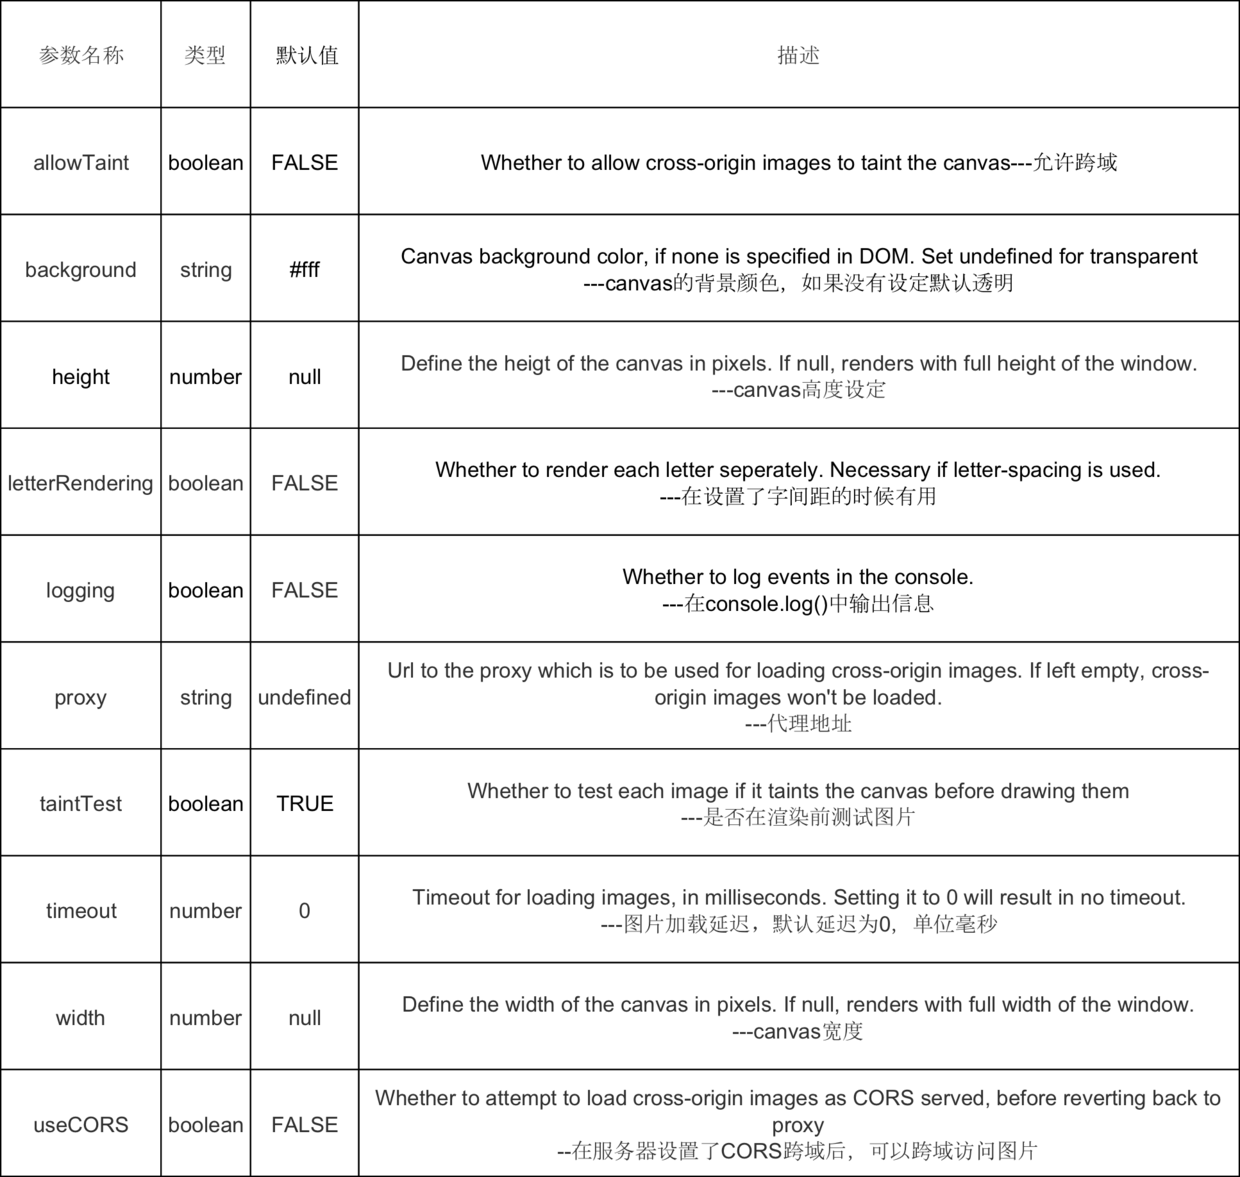 参数名称 类型 默认值 描述
allowTaint boolean FALSE Whether to allow cross-origin images to taint the canvas---允许跨域
background string #fff Canvas background color, if none is specified in DOM. Set undefined for transparent
---canvas的背景颜色，如果没有设定默认透明
height number null Define the heigt of the canvas in pixels. If null, renders with full height of the window.
---canvas高度设定
letterRendering boolean FALSE Whether to render each letter seperately. Necessary if letter-spacing is used.
---在设置了字间距的时候有用
logging boolean FALSE Whether to log events in the console.
---在console.log()中输出信息
proxy string undefined Url to the proxy which is to be used for loading cross-origin images. If left empty, cross-
origin images won't be loaded.
---代理地址
taintTest boolean TRUE Whether to test each image if it taints the canvas before drawing them
---是否在渲染前测试图片
timeout number 0 Timeout for loading images, in milliseconds. Setting it to 0 will result in no timeout.
---图片加载延迟，默认延迟为0，单位毫秒
width number null Define the width of the canvas in pixels. If null, renders with full width of the window.
---canvas宽度
useCORS boolean FALSE Whether to attempt to load cross-origin images as CORS served, before reverting back to
proxy
--在服务器设置了CORS跨域后，可以跨域访问图片